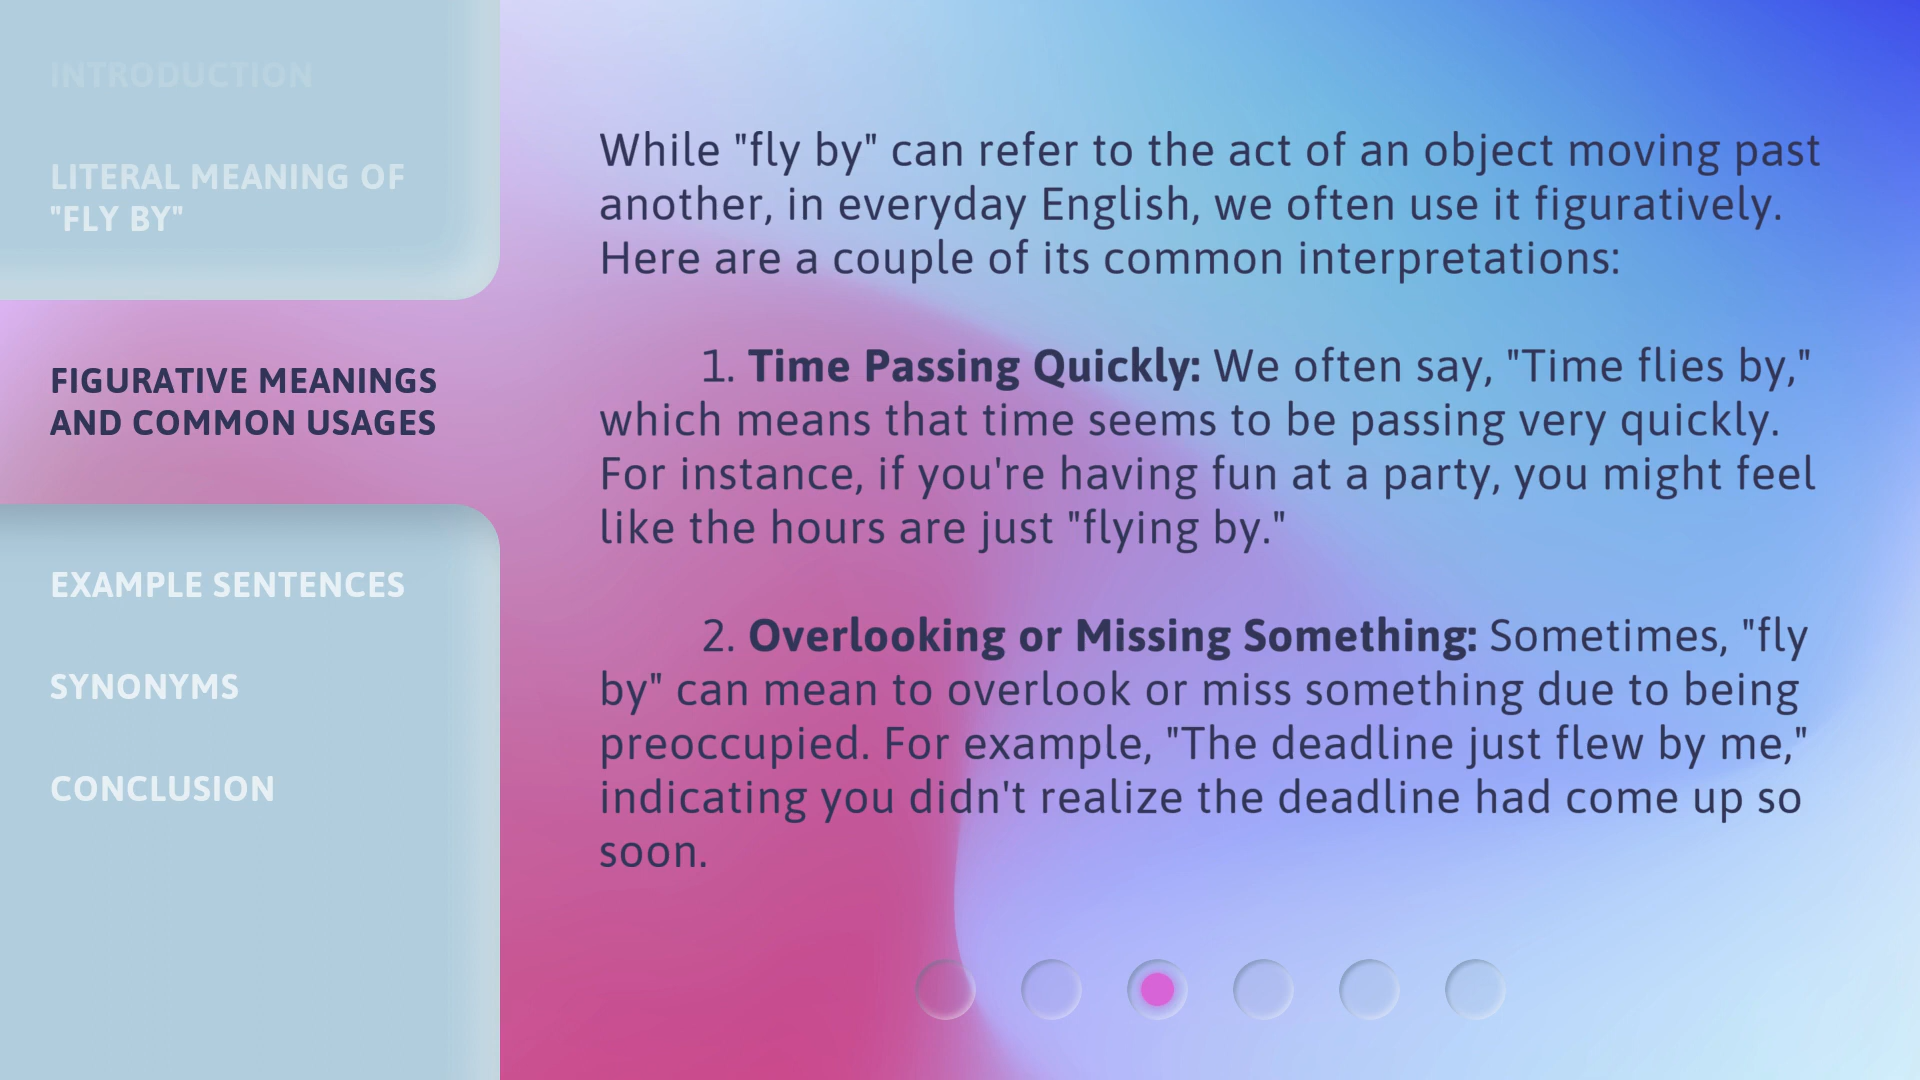 INTRODUCTION
LITERAL MEANING OF
"FLY BY"
FIGURATIVE MEANINGS
AND COMMON USAGES
EXAMPLE SENTENCES
SYNONYMS
CONCLUSION
While "fly by" can refer to the act of an object moving past
another, in everyday English, we often use it figuratively.
Here are a couple of its common interpretations:
1. Time Passing Quickly: We often say, "Time flies by,"
which means that time seems to be passing very quickly.
For instance, if you're having fun at a party, you might feel
like the hours are just "flying by."
2. Overlooking or Missing Something: Sometimes, "fly
by" can mean to overlook or miss something due to being
preoccupied. For example, "The deadline just flew by me,"
indicating you didn't realize the deadline had come up so
soon.